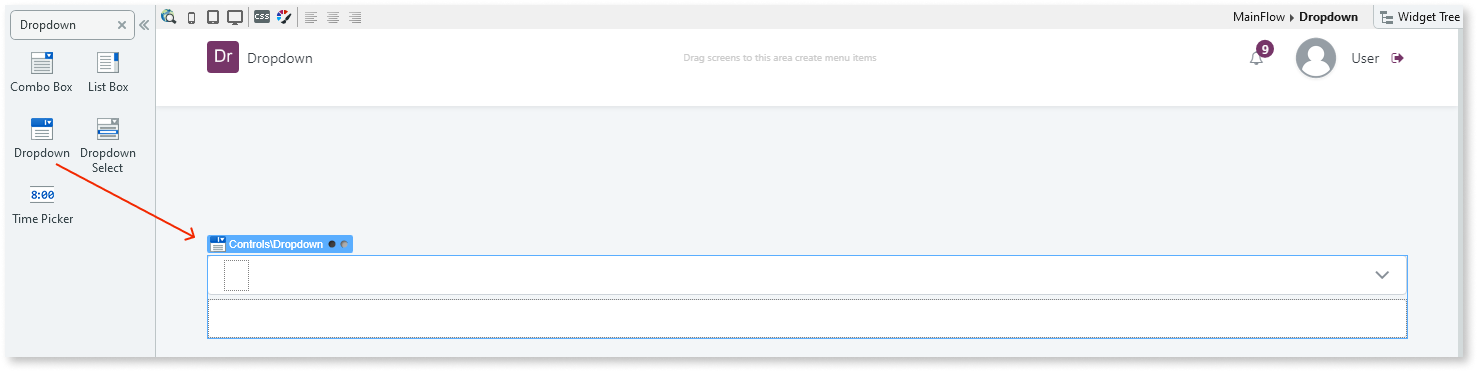 Dropdown
CSS
MainFlow Dropdown
Widget Tree
Combo Box
List Box
Dropdown
Dropdown
Select
8:00
Time Picker
Dr
Dropdown
Drag screens to this area create menu items
9
User
Controls\Dropdown